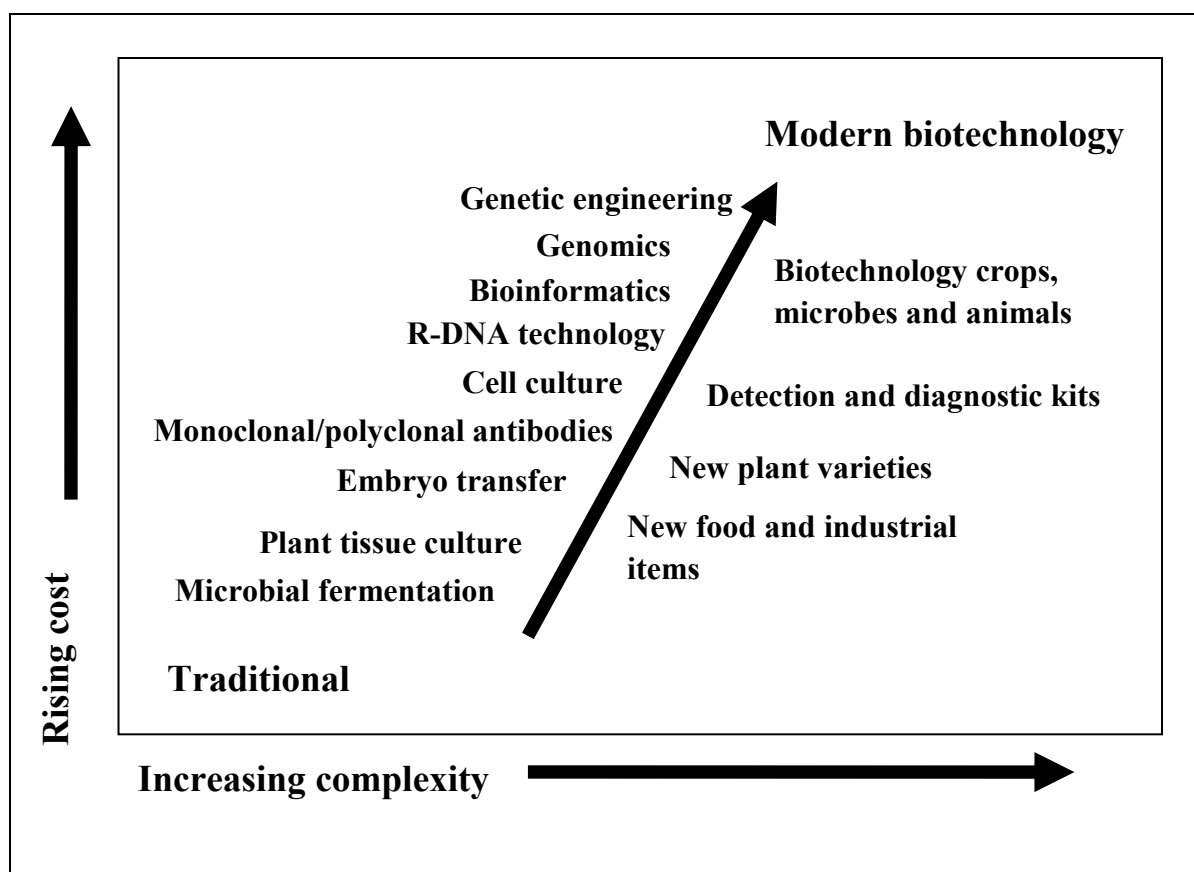 Modern biotechnology
Genetic engineering
Genomics
Bioinformatics
R-DNA technology
Cell culture
Monoclonal/polyclonal antibodies
Embryo transfer
Plant tissue culture
Microbial fermentation
Traditional
Biotechnology crops,
microbes and animals
Detection and diagnostic kits
New plant varieties
New food and industrial
items
Rising cost
Increasing complexity